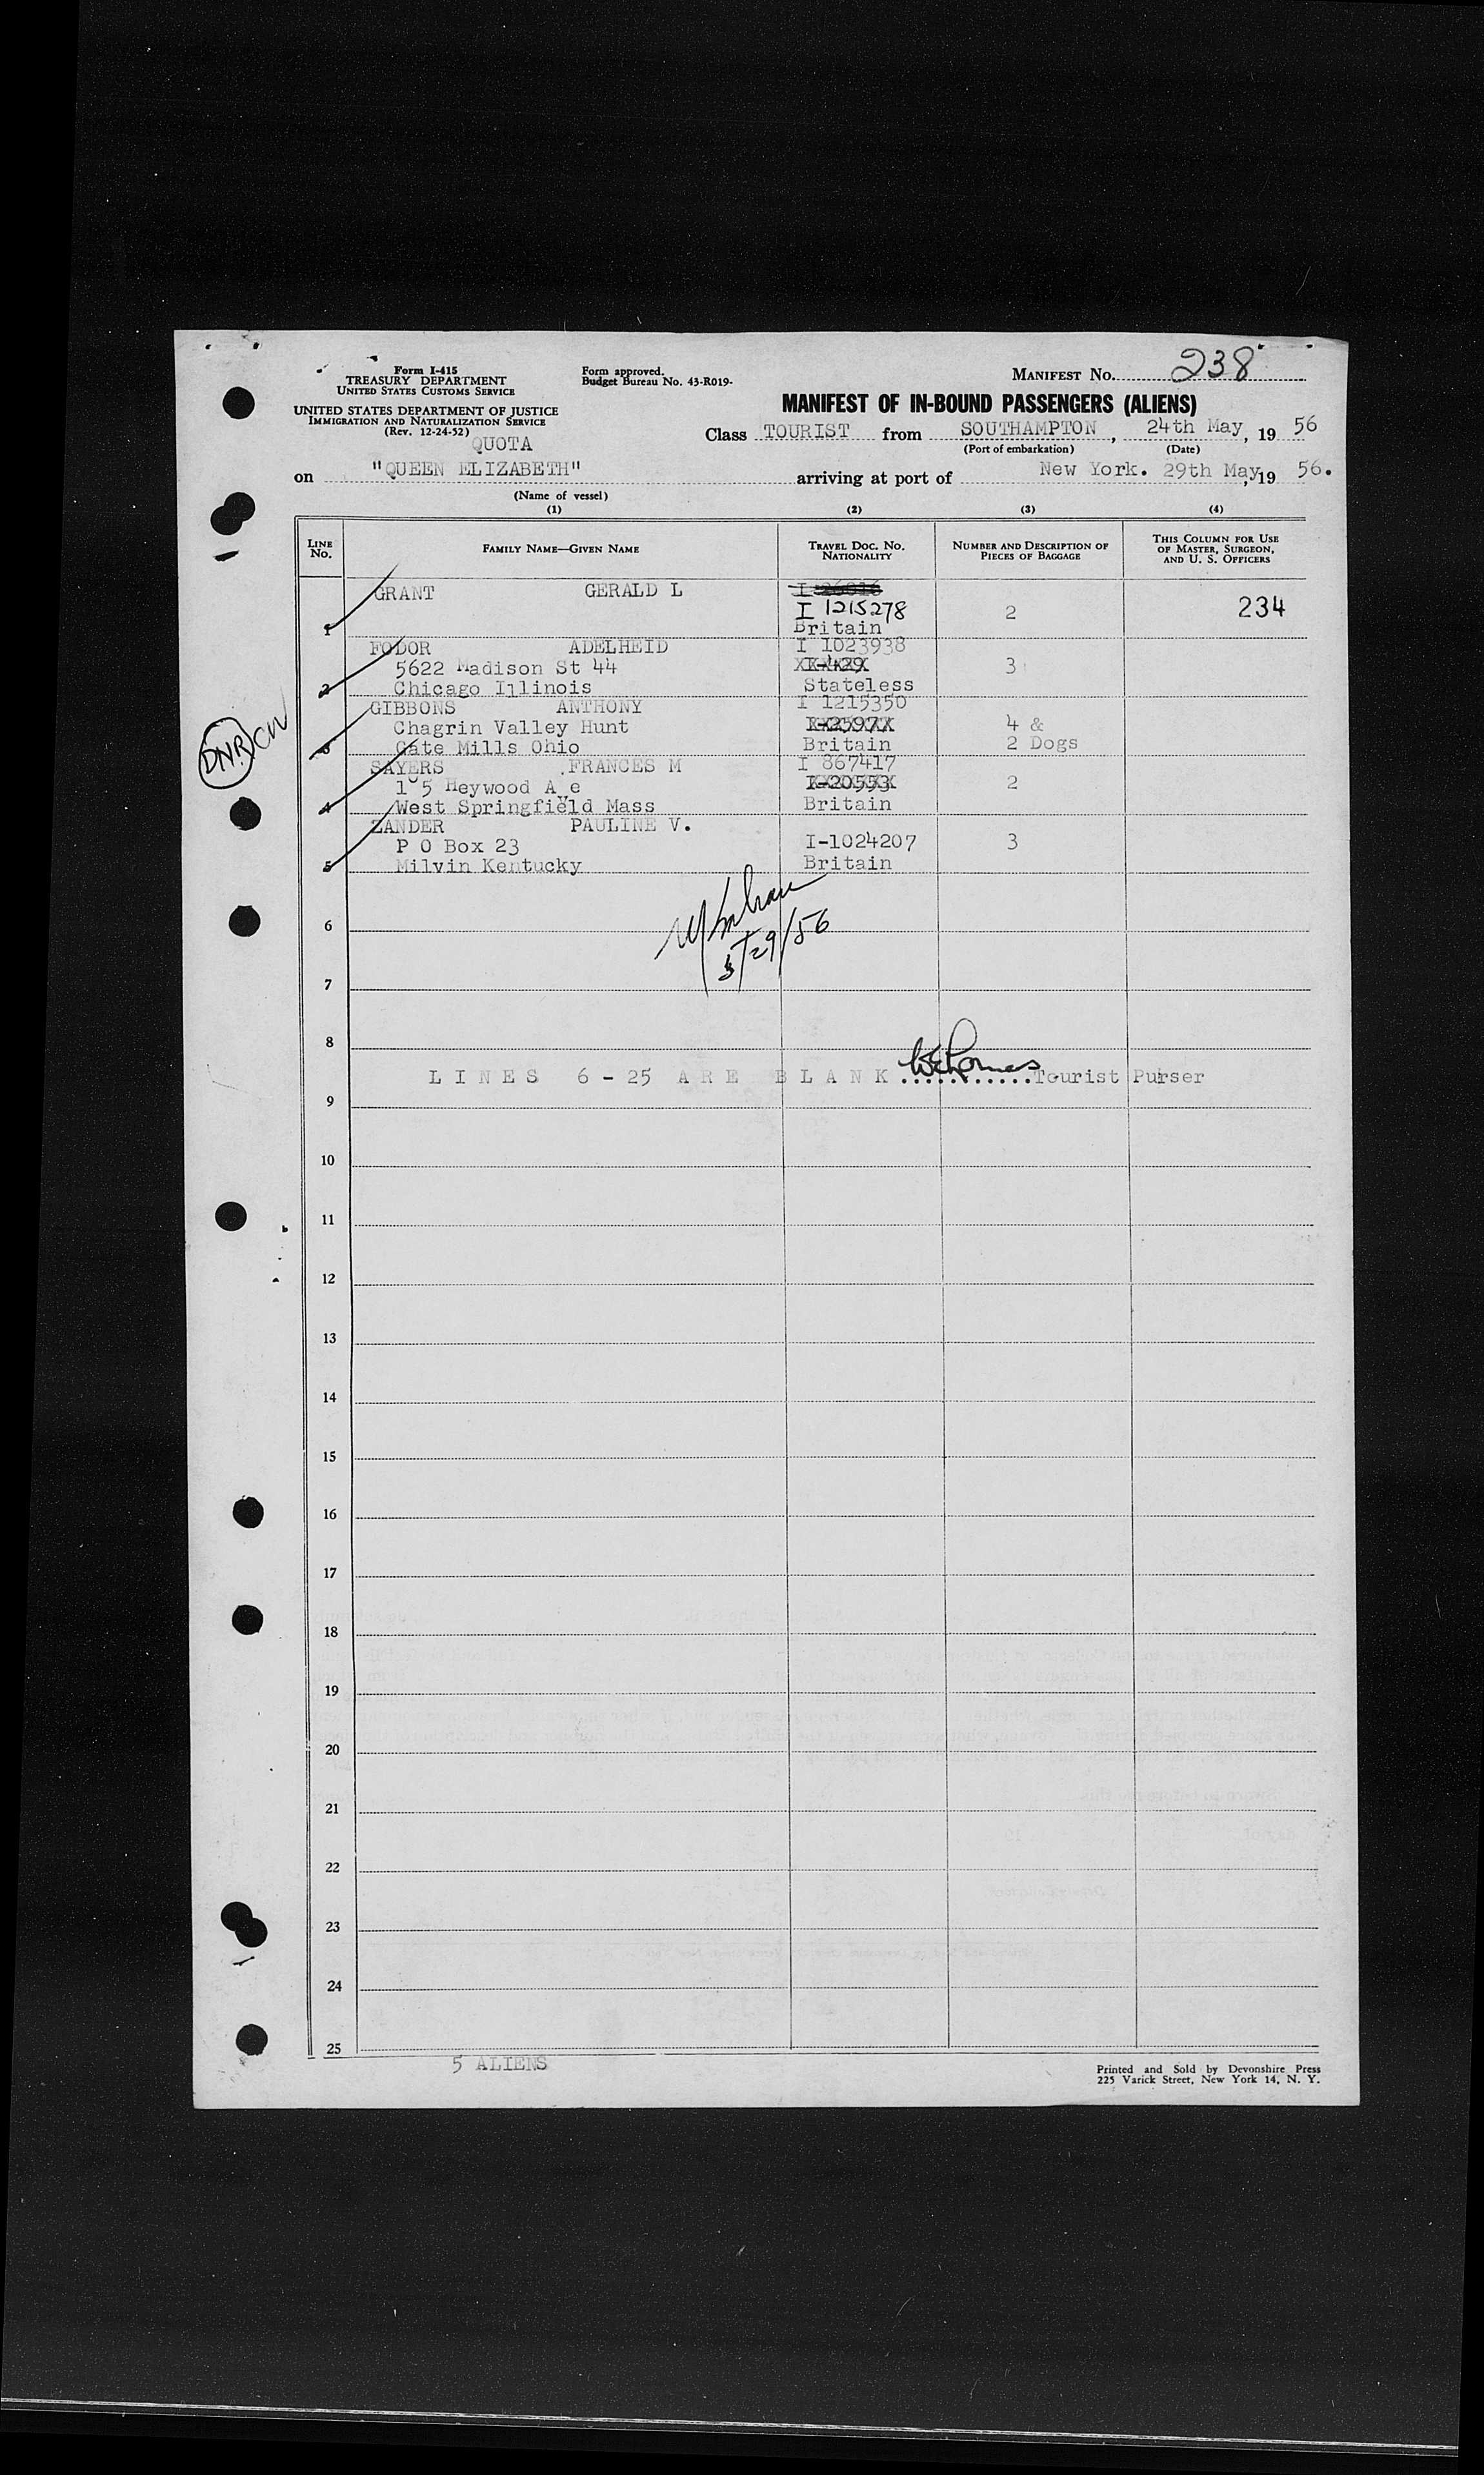 238
Form I-415
TREASURY DEPARTMENT
UNITED STATES CUSTOMS SERVICE
Form approved.
Budget Bureau No. 43-R019-
MANIFEST No.
UNITED STATES DEPARTMENT OF JUSTICE
IMMIGRATION AND NATURALIZATION SERVICE
(Rev. 12-24-52)
MANIFEST OF IN-BOUND PASSENGERS (ALIENS)
QUOTA
Class TOURIST from SOUTHAMPTON, 24th May, 19 56
(Port of embarkation) (Date)
on "QUEEN ELIZABETH" arriving at port of New York. 29th May, 19 56.
(Name of vessel)
(1) (2) (3) (4)
LINE No. FAMILY NAME—GIVEN NAME TRAVEL DOC. No. NATIONALITY NUMBER AND DESCRIPTION OF PIECES OF BAGGAGE THIS COLUMN FOR USE OF MASTER, SURGEON, AND U. S. OFFICERS
GRANT GERALD L
I 1215278 2 234
1 Britain
FODOR ADELHEID I 1023938
5622 Madison St 44 I-429 3
2 Chicago Illinois Stateless
GIBBONS ANTHONY I 1215350
Chagrin Valley Hunt I-2597 4 &
3 Gate Mills Ohio Britain 2 Dogs
DNR CW
SAYERS FRANCES M I 867417
Heywood Ave I-20553 2
4 West Springfield Mass Britain
ZANDER PAULINE V.
P O Box 23 I-1024207 3
5 Milvin Kentucky Britain
5/29/56
6
7
8
LINES 6-25 ARE BLANK ........... Tourist Purser
9
10
11
12
13
14
15
16
17
18
19
20
21
22
23
24
25
5 ALIENS
Printed and Sold by Devonshire Press
225 Varick Street, New York 14, N. Y.